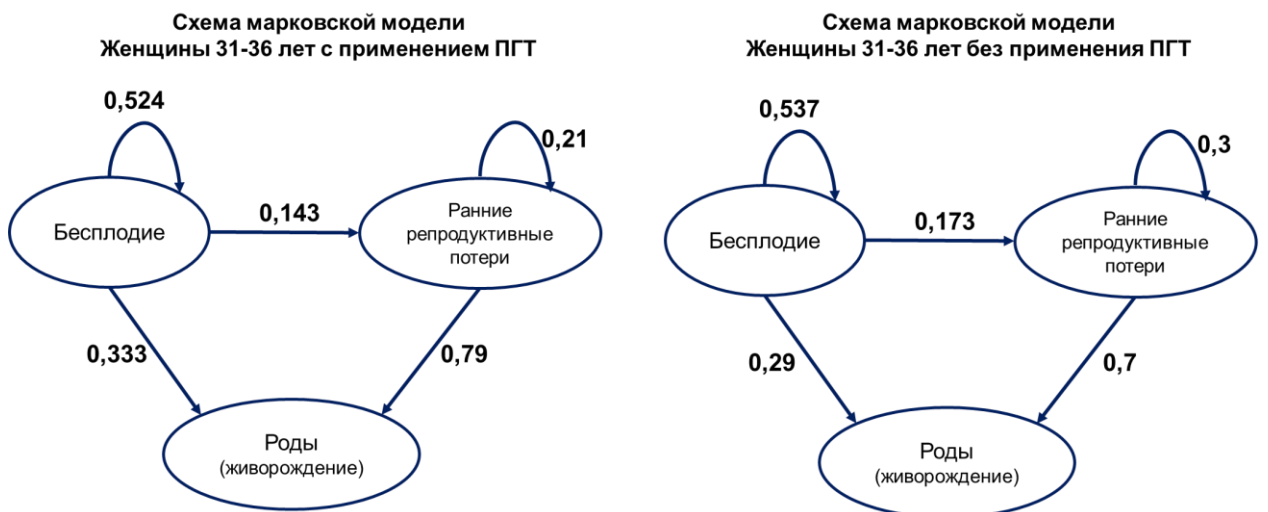 Схема марковской модели
Женщины 31-36 лет с применением ПГТ
0,524
0,21
Бесплодие
0,143
Ранние
репродуктивные
потери
0,333
0,79
Роды
(живорождение)
Схема марковской модели
Женщины 31-36 лет без применения ПГТ
0,537
0,3
Бесплодие
0,173
Ранние
репродуктивные
потери
0,29
0,7
Роды
(живорождение)